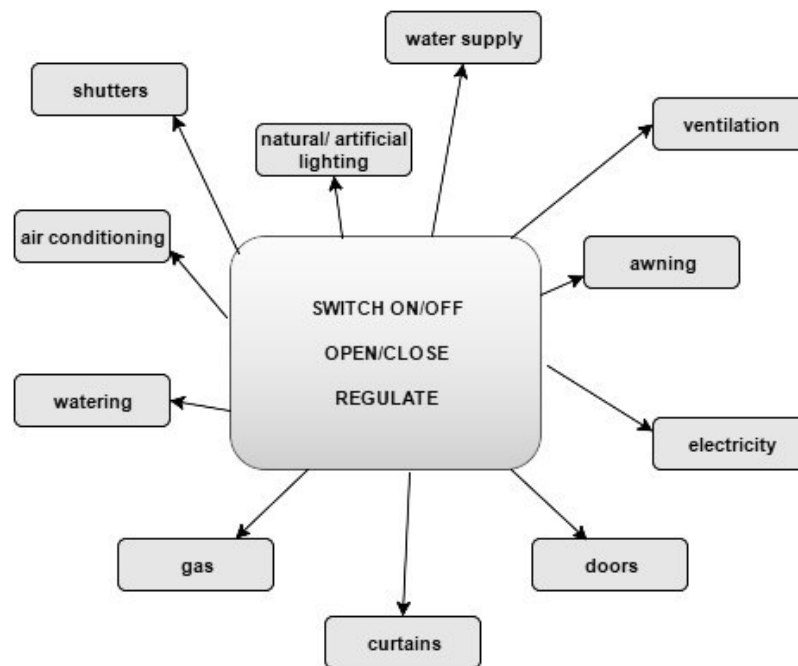 water supply
shutters
ventilation
natural/ artificial
lighting
air conditioning
awning
SWITCH ON/OFF
OPEN/CLOSE
REGULATE
watering
electricity
gas
doors
curtains